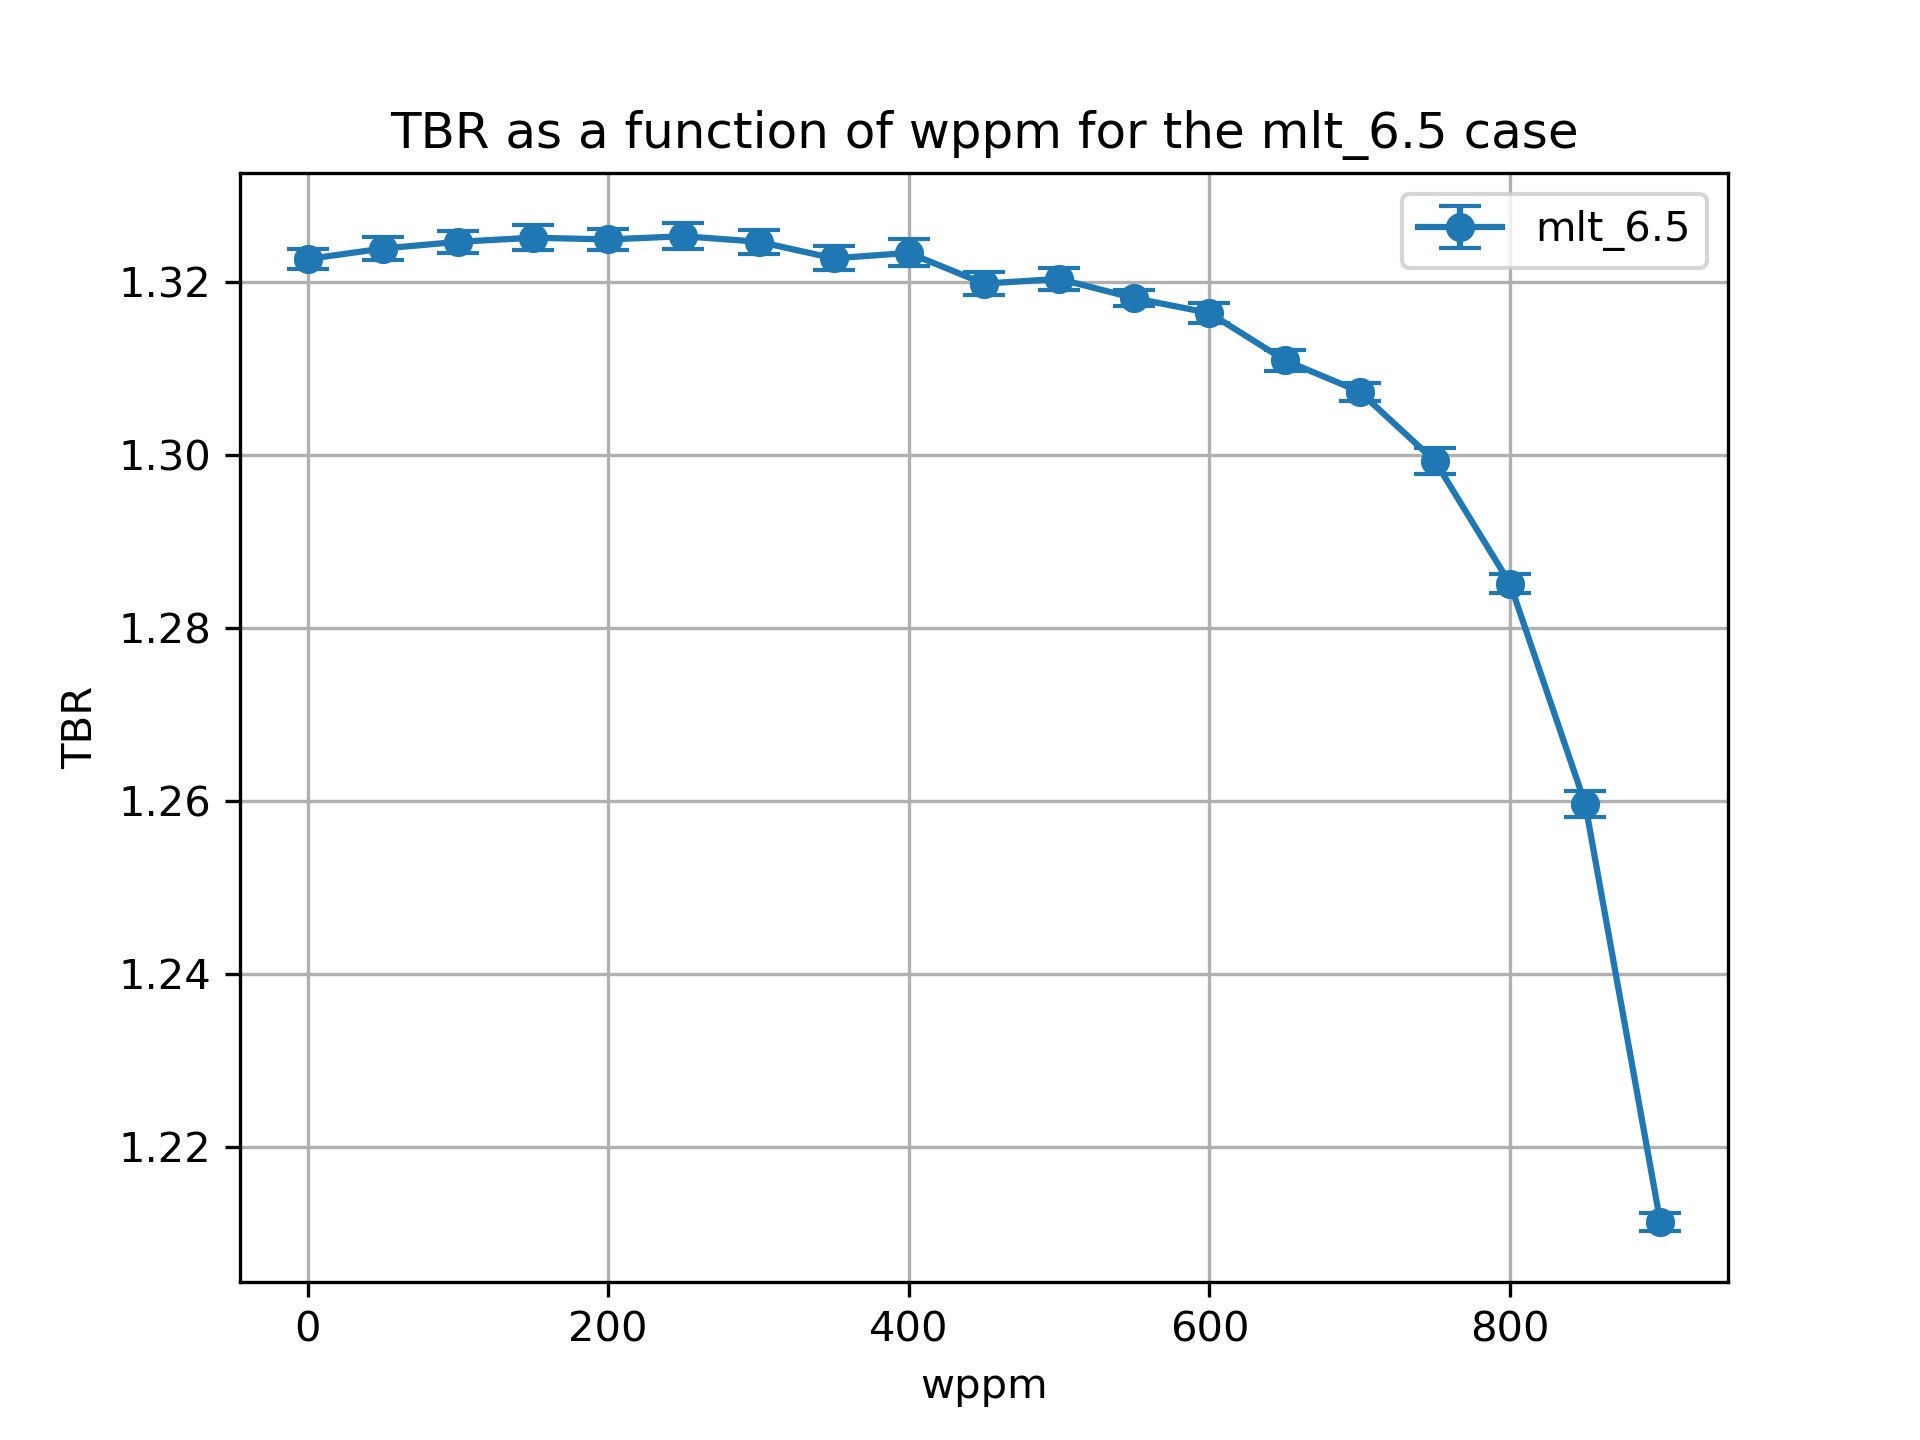 TBR as a function of wppm for the mlt_6.5 case
mlt_6.5
1.32
1.30
1.28
1.26
1.24
1.22
TBR
0 200 400 600 800
wppm